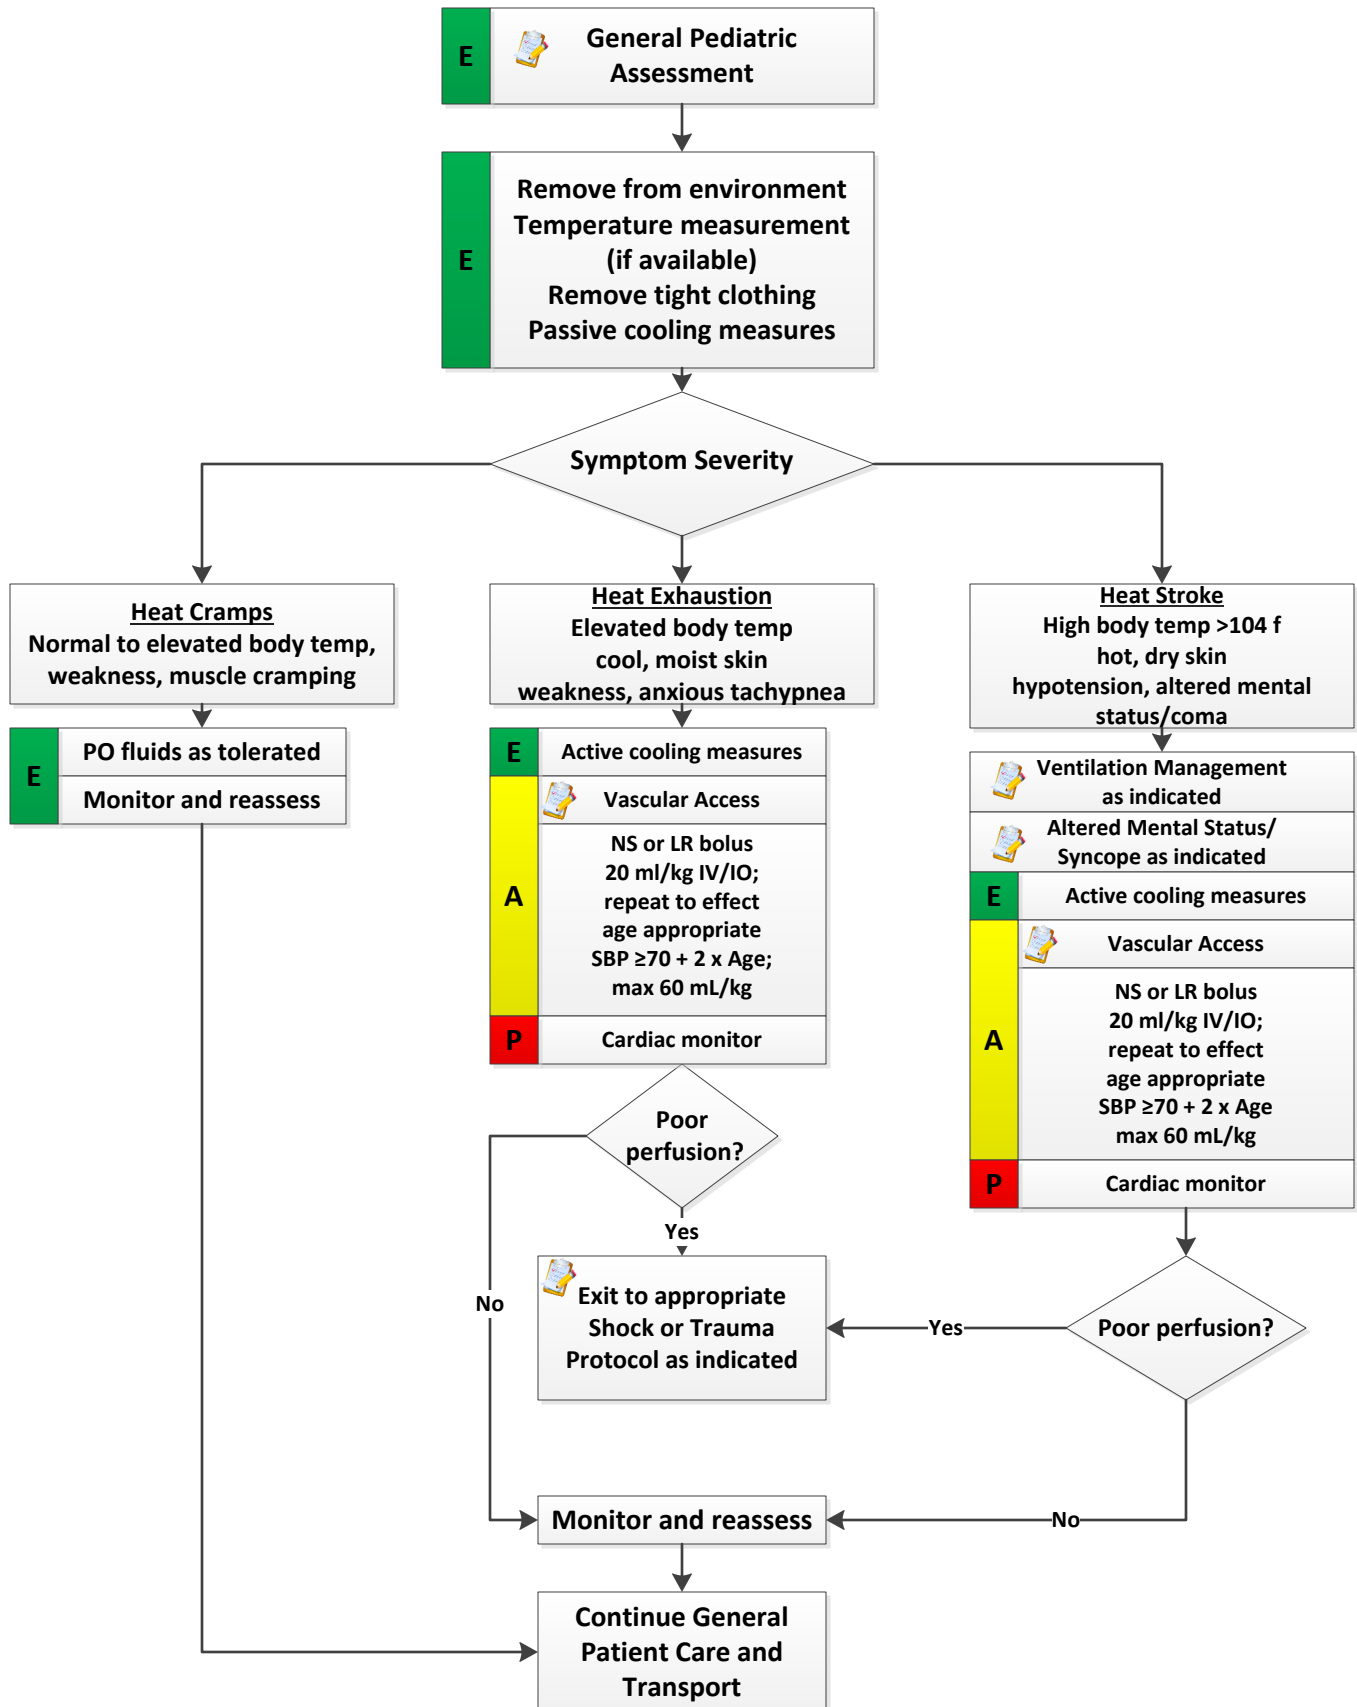 E
General Pediatric
Assessment
E
Remove from environment
Temperature measurement
(if available)
Remove tight clothing
Passive cooling measures
Symptom Severity
Heat Cramps
Normal to elevated body temp,
weakness, muscle cramping
E
PO fluids as tolerated
Monitor and reassess
Heat Exhaustion
Elevated body temp
cool, moist skin
weakness, anxious tachypnea
E
Active cooling measures
A
Vascular Access
NS or LR bolus
20 ml/kg IV/IO;
repeat to effect
age appropriate
SBP ≥70 + 2 x Age;
max 60 mL/kg
P
Cardiac monitor
Poor
perfusion?
Yes
No
Exit to appropriate
Shock or Trauma
Protocol as indicated
Heat Stroke
High body temp >104 f
hot, dry skin
hypotension, altered mental
status/coma
Ventilation Management
as indicated
Altered Mental Status/
Syncope as indicated
E
Active cooling measures
A
Vascular Access
NS or LR bolus
20 ml/kg IV/IO;
repeat to effect
age appropriate
SBP ≥70 + 2 x Age
max 60 mL/kg
P
Cardiac monitor
Poor perfusion?
Yes
No
Monitor and reassess
Continue General
Patient Care and
Transport